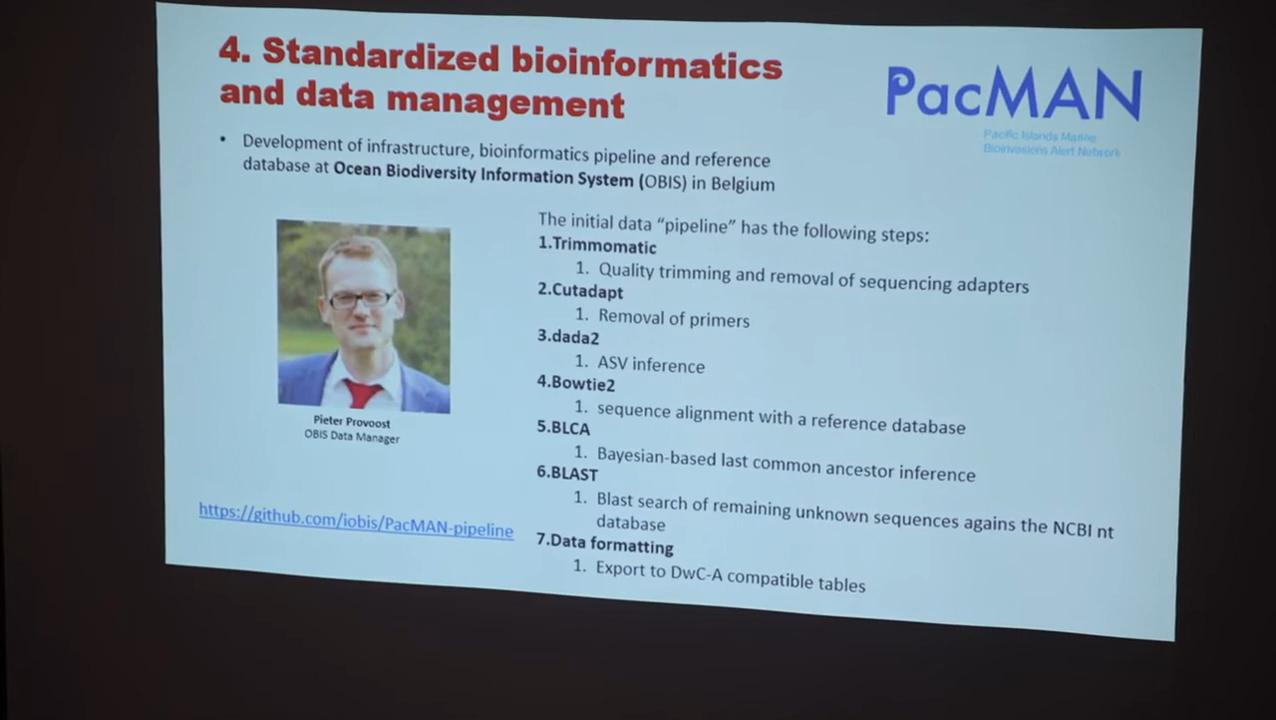 4. Standardized bioinformatics
and data management
PacMAN
Pacific Islands Marine
Bioinvasions Alert Network
• Development of infrastructure, bioinformatics pipeline and reference
database at Ocean Biodiversity Information System (OBIS) in Belgium
The initial data “pipeline” has the following steps:
1.Trimmomatic
1. Quality trimming and removal of sequencing adapters
2.Cutadapt
1. Removal of primers
3.dada2
1. ASV inference
4.Bowtie2
1. sequence alignment with a reference database
5.BLCA
1. Bayesian-based last common ancestor inference
6.BLAST
1. Blast search of remaining unknown sequences agains the NCBI nt
database
7.Data formatting
1. Export to DwC-A compatible tables
Pieter Provoost
OBIS Data Manager
https://github.com/iobis/PacMAN-pipeline